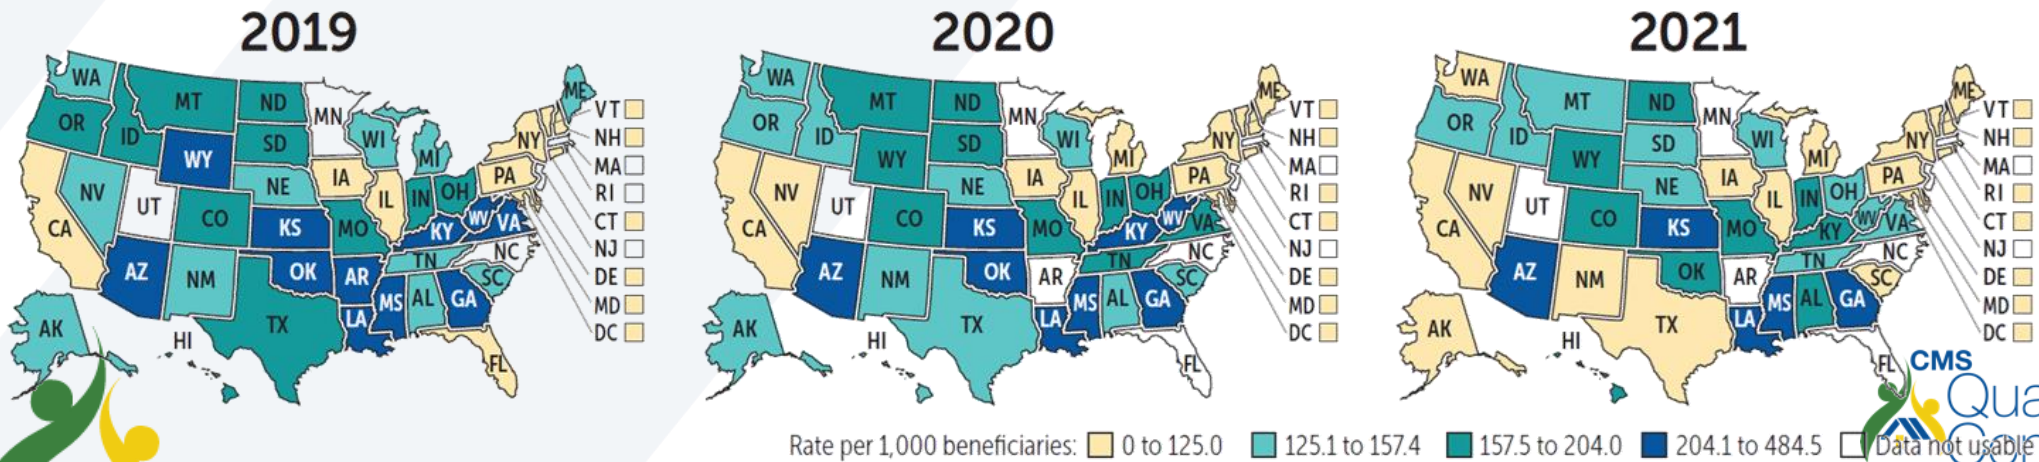 2019
WA
MT
ND
MN
ME
OR
ID
WY
SD
WI
MI
NY
VT
NH
MA
RI
CT
NJ
DE
MD
DC
NV
UT
CO
NE
IA
IL
IN
OH
PA
CA
KS
MO
KY
WV
VA
AZ
NM
OK
AR
TN
NC
SC
TX
LA
MS
AL
GA
FL
AK
HI
2020
WA
MT
ND
MN
ME
OR
ID
WY
SD
WI
MI
NY
VT
NH
MA
RI
CT
NJ
DE
MD
DC
NV
UT
CO
NE
IA
IL
IN
OH
PA
CA
KS
MO
KY
WV
VA
AZ
NM
OK
AR
TN
NC
SC
TX
LA
MS
AL
GA
FL
AK
HI
2021
WA
MT
ND
MN
ME
OR
ID
WY
SD
WI
MI
NY
VT
NH
MA
RI
CT
NJ
DE
MD
DC
NV
UT
CO
NE
IA
IL
IN
OH
PA
CA
KS
MO
KY
WV
VA
AZ
NM
OK
AR
TN
NC
SC
TX
LA
MS
AL
GA
FL
AK
HI
CMS
Qua
Rate per 1,000 beneficiaries: 0 to 125.0 125.1 to 157.4 157.5 to 204.0 204.1 to 484.5 Data not usable